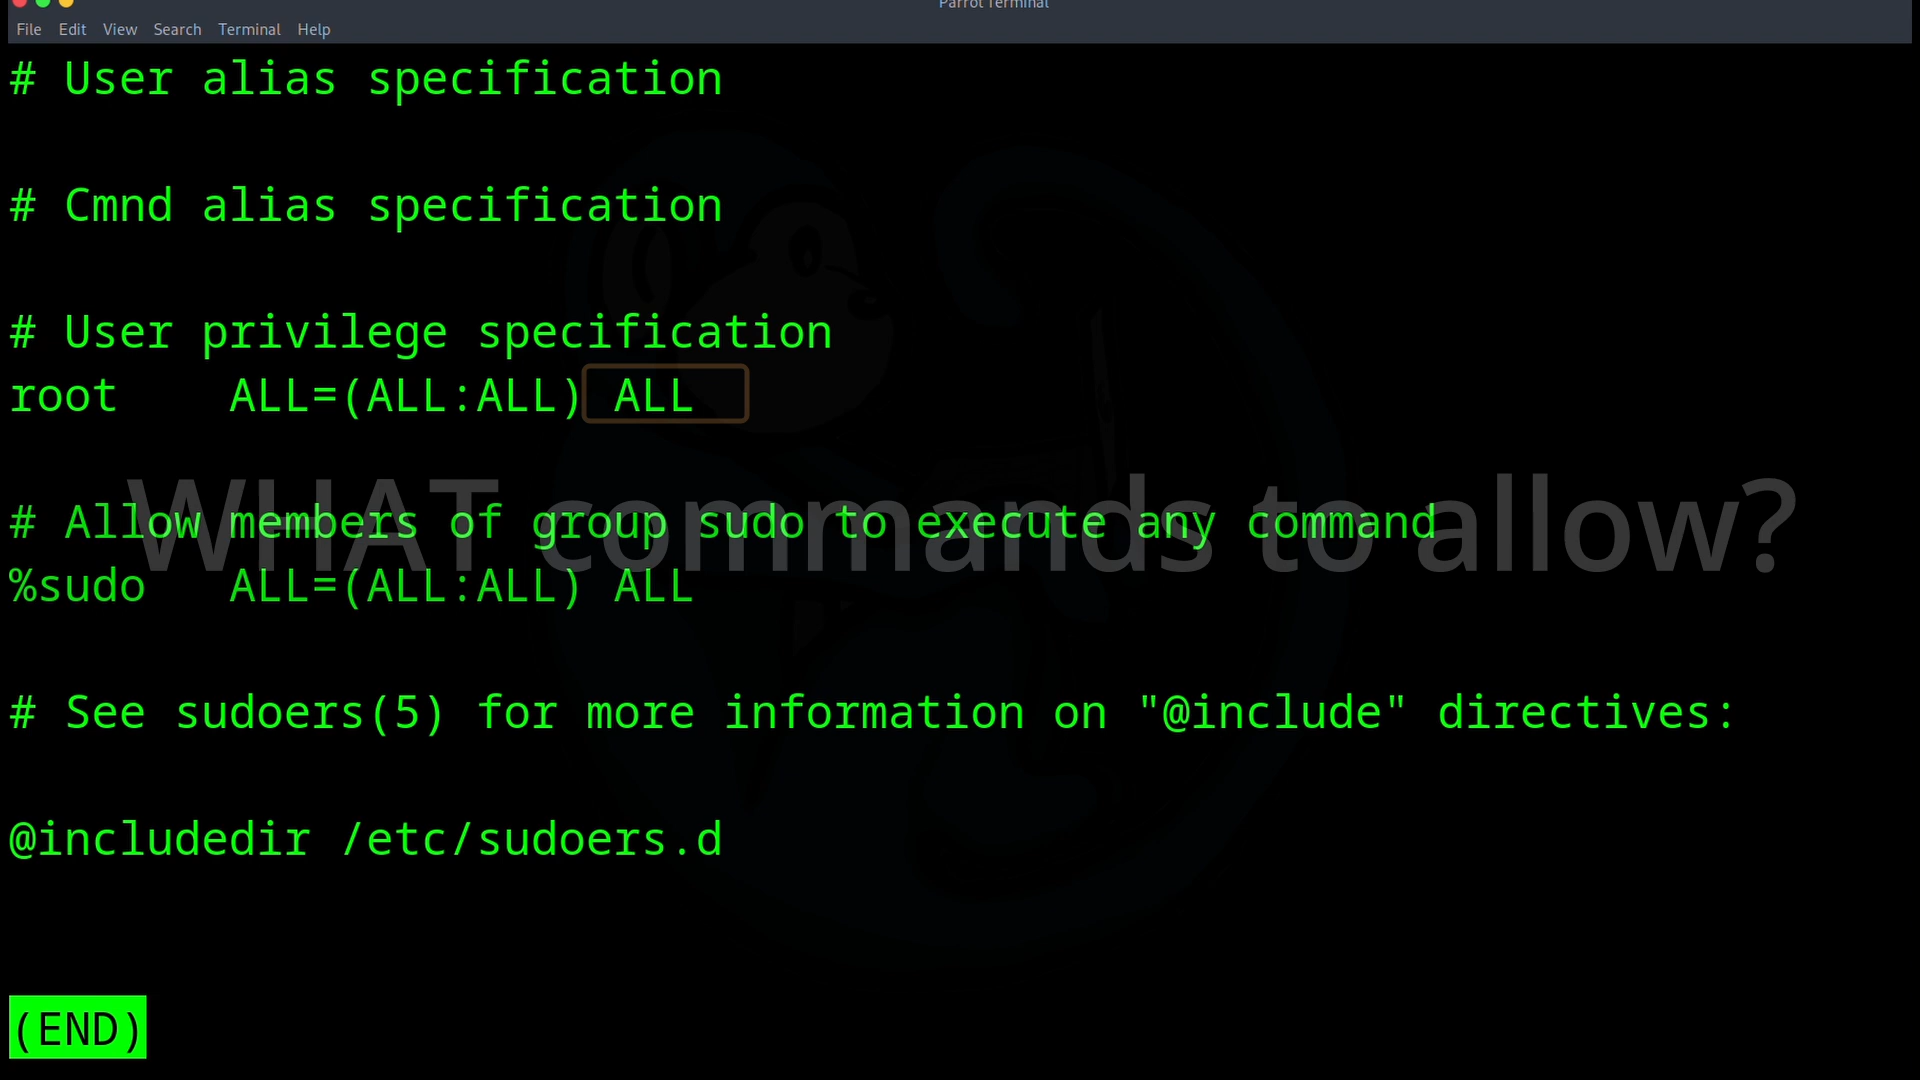 Parrot Terminal
File Edit View Search Terminal Help
# User alias specification
# Cmnd alias specification
# User privilege specification
root    ALL=(ALL:ALL) ALL
WHAT commands to allow?
# Allow members of group sudo to execute any command
%sudo   ALL=(ALL:ALL) ALL
# See sudoers(5) for more information on "@include" directives:
@includedir /etc/sudoers.d
(END)